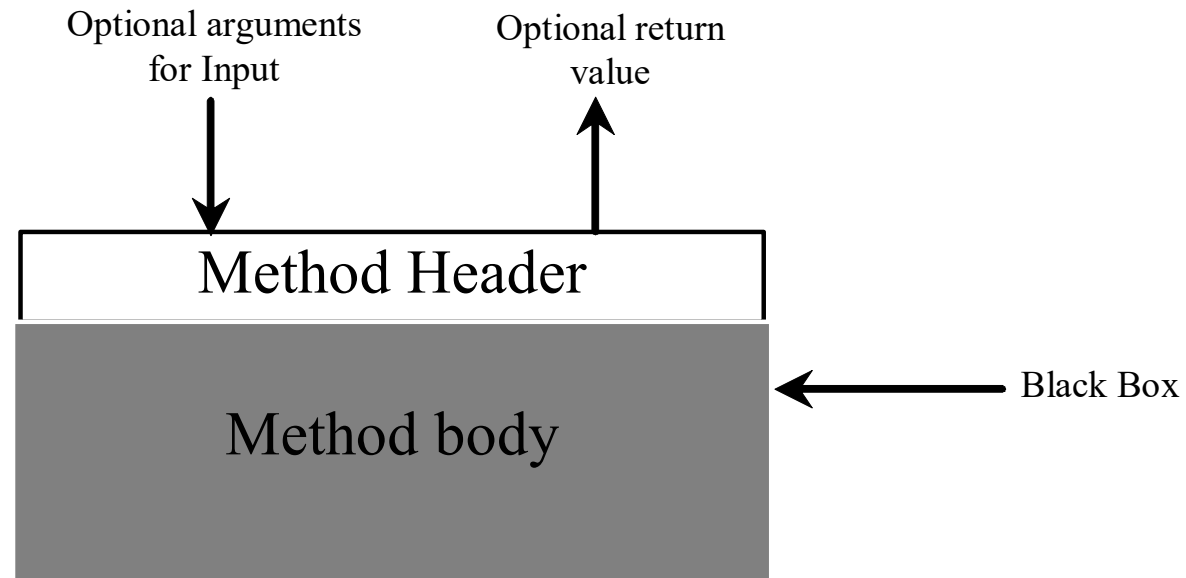 Optional arguments
for Input
Optional return
value
Method Header
Black Box
Method body